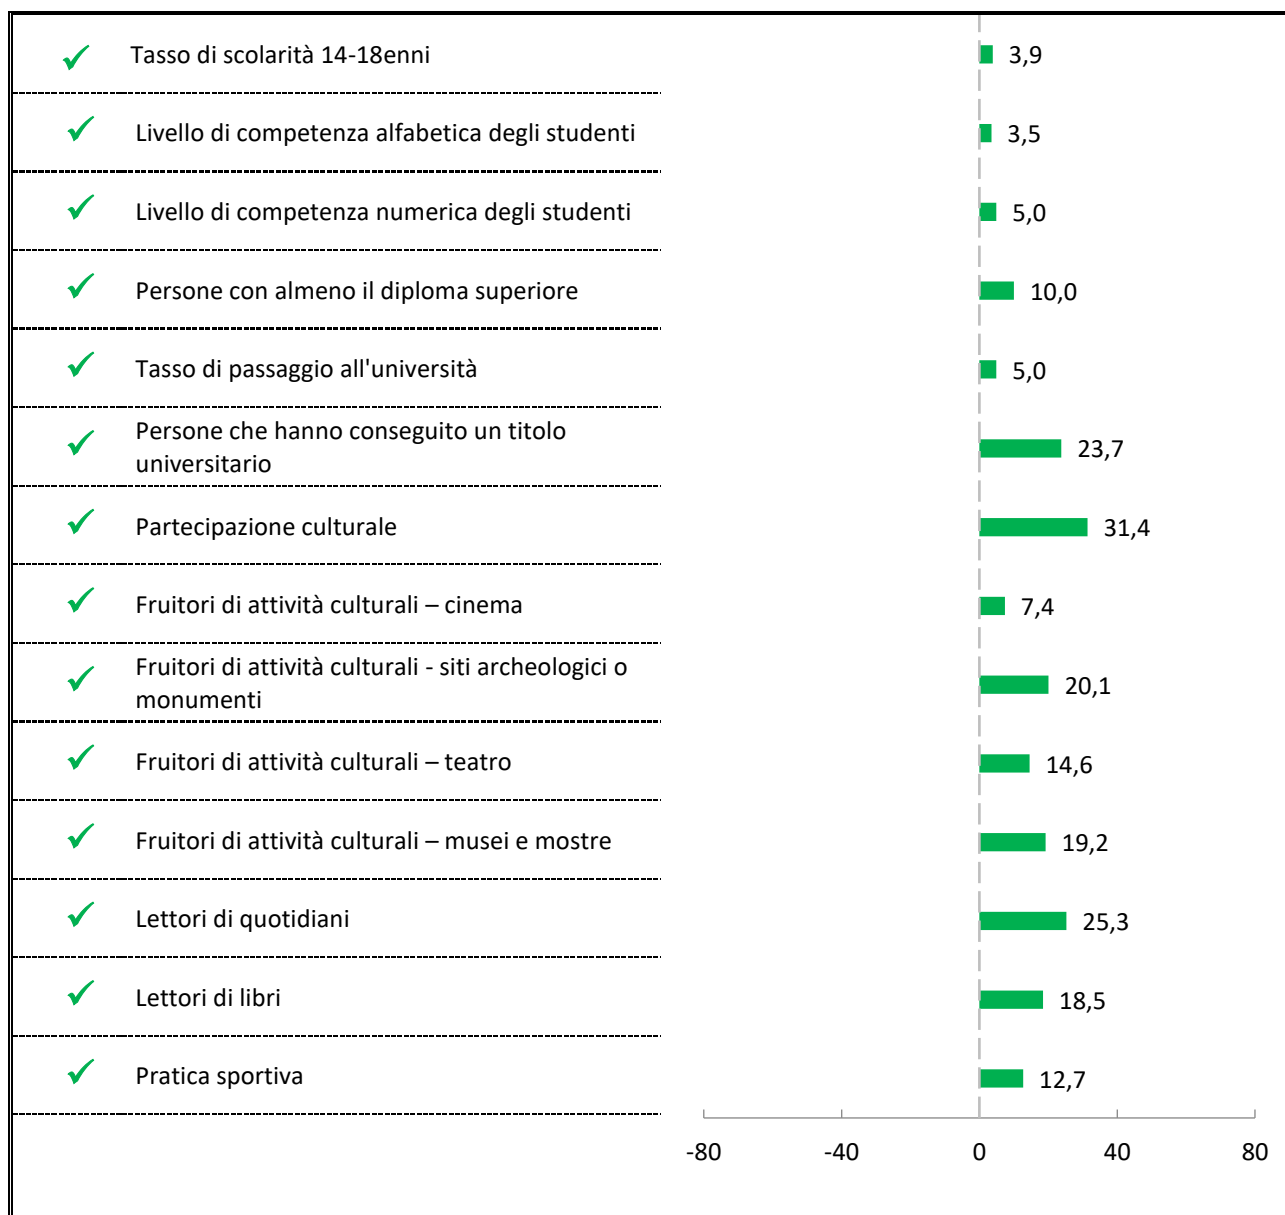 Tasso di scolarità 14-18enni 3,9
Livello di competenza alfabetica degli studenti 3,5
Livello di competenza numerica degli studenti 5,0
Persone con almeno il diploma superiore 10,0
Tasso di passaggio all'università 5,0
Persone che hanno conseguito un titolo
universitario 23,7
Partecipazione culturale 31,4
Fruitori di attività culturali – cinema 7,4
Fruitori di attività culturali - siti archeologici o
monumenti 20,1
Fruitori di attività culturali – teatro 14,6
Fruitori di attività culturali – musei e mostre 19,2
Lettori di quotidiani 25,3
Lettori di libri 18,5
Pratica sportiva 12,7
-80 -40 0 40 80